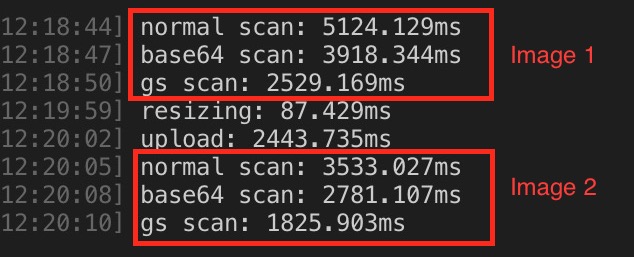 12:18:44] normal scan: 5124.129ms
12:18:47] base64 scan: 3918.344ms Image 1
12:18:50] gs scan: 2529.169ms
12:19:59] resizing: 87.429ms
12:20:02] upload: 2443.735ms
12:20:05] normal scan: 3533.027ms
12:20:08] base64 scan: 2781.107ms Image 2
12:20:10] gs scan: 1825.903ms